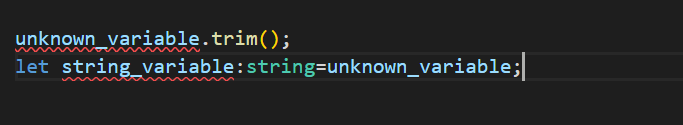 unknown_variable.trim();
let string_variable:string=unknown_variable;